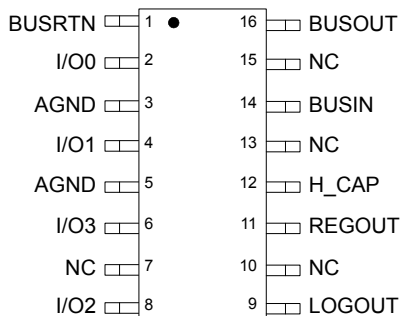 BUSRTN 1 16 BUSOUT
I/O0 2 15 NC
AGND 3 14 BUSIN
I/O1 4 13 NC
AGND 5 12 H_CAP
I/O3 6 11 REGOUT
NC 7 10 NC
I/O2 8 9 LOGOUT